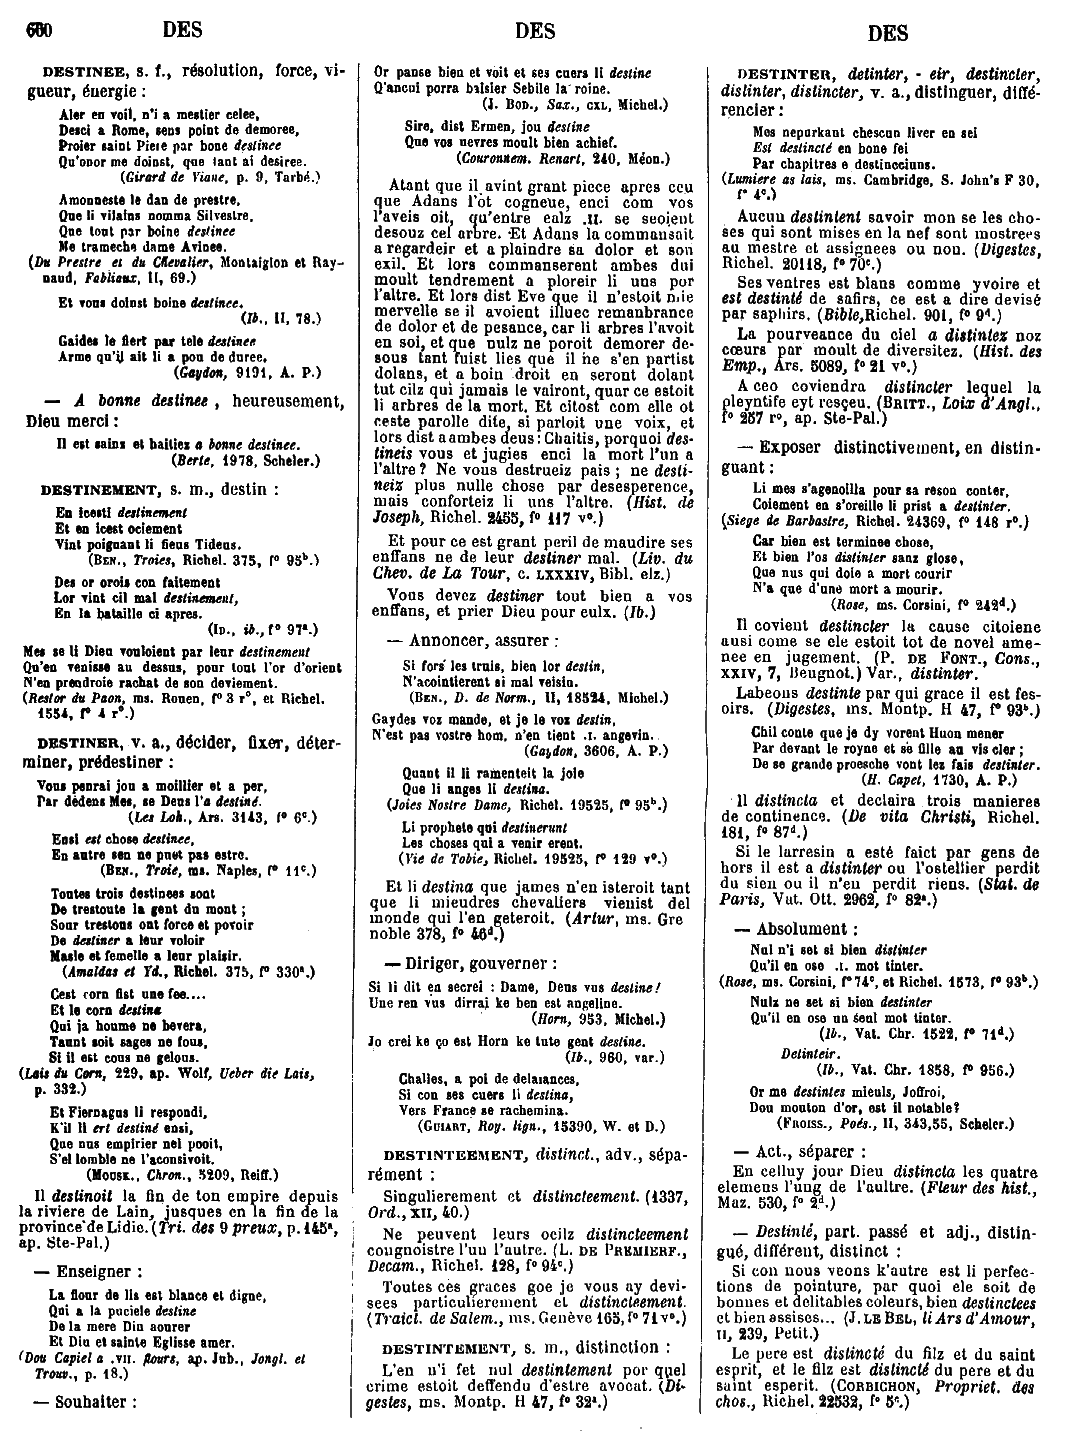 660 DES DES DES
DESTINEE, s. f., résolution, force, vi-
gueur, énergie :
Aler en voil, n'i a mestier celee,
Desci a Rome, sens point de demoree,
Proier saint Piere par bone destinee
Qu'onor me doinst, que tant ai desiree.
(Girard de Viane, p. 9, Tarbé.)
Amonneste le dan de prestre,
Que li vilains nomma Silvestre,
Que tout par boine destinee
Me trameche dame Avinee.
(Du Prestre et du Chevalier, Montaiglon et Ray-
naud, Fabliaux, II, 69.)
Et vous doinst boine destinee.
(Ib., II, 78.)
Gaides le fiert par tele destinee
Arme qu'il ait li a pou de duree.
(Gaydon, 9191, A. P.)
— A bonne destinee, heureusement,
Dieu merci :
Il est sains et haitiez a bonne destinee.
(Berte, 1978, Scheler.)
DESTINEMENT, s. m., destin :
En icesti destinement
Et en icest ociement
Vint poignant li fiens Tideus.
(BEN., Troies, Richel. 375, f° 95b.)
Des or orois con faitement
Lor vint cil mal destinement,
En la bataille ci apres.
(ID., ib., f° 97a.)
Mes se li Dieu vouloient par leur destinement
Qu'en venisse au dessus, pour tout l'or d'orient
N'en prendroie rachat de son deviement.
(Restor du Paon, ms. Rouen, f° 3 r°, et Richel.
1554, f° 4 r°.)
DESTINER, v. a., décider, fixer, déter-
miner, prédestiner :
Vous penrai jou a moillier et a per,
Par dedens Mes, se Deus l'a destiné.
(Les Loh., Ars. 3143, f° 6c.)
Ensi est chose destinee,
En autre sen ne puet pas estre.
(BEN., Troie, ms. Naples, f° 11c.)
Toutes trois destinees sont
De trestoute la gent du mont ;
Sour trestous ont force et povoir
De destiner a leur voloir
Masle et femelle a leur plaisir.
(Amaldas et Yd., Richel. 375, f° 330a.)
Cest corn fist une fee....
Et le corn destina
Qui ja houme ne bevera,
Taunt soit sages ne fous,
Si il est cous ne gelous.
(Lais du Corn, 229, ap. Wolf, Ueber die Lais,
p. 332.)
Et Fiernagus li respondi,
K'il li ert destiné ensi,
Que nus empirier nel pooit,
S'el lomble ne l'aconsivoit.
(MOUSK., Chron., 5209, Reiff.)
Il destinoit la fin de ton empire depuis
la riviere de Lain, jusques en la fin de la
province de Lidie. (Tri. des 9 preux, p. 145a,
ap. Ste-Pal.)
— Enseigner :
La flour de lis est blance et digne,
Qui a la puciele destine
De la mere Diu aourer
Et Diu et sainte Eglisse amer.
(Dou Capiel a .VII. flours, ap. Jub., Jongl. et
Trouv., p. 18.)
— Souhaiter :
Or panse bien et voit et ses cuers li destine
Q'ancui porra baisier Sebile la roine.
(J. BOD., Sax., CXL, Michel.)
Sire, dist Ermen, jou destine
Que vos uevres moult bien achief.
(Couronnem. Renart, 240, Méon.)
Atant que il avint grant piece apres ceu
que Adans l'ot cogneue, enci com vos
l'aveis oit, qu'entre ealz .II. se seoient
desouz cel arbre. Et Adans la commansait
a regardeir et a plaindre sa dolor et son
exil. Et lors commanserent ambes dui
moult tendrement a ploreir li uns por
l'altre. Et lors dist Eve que il n'estoit mie
mervelle se il avoient illuec remanbrance
de dolor et de pesance, car li arbres l'avoit
en soi, et que nulz ne poroit demorer de-
sous tant fuist lies que il ne s'en partist
dolans, et a boin droit en seront dolant
tut cilz qui jamais le vairont, quar ce estoit
li arbres de la mort. Et citost com elle ot
ceste parolle dite, si parloit une voix, et
lors dist a ambes deus : Chaitis, porquoi des-
tineis vous et jugies enci la mort l'un a
l'altre ? Ne vous destrueiz pais ; ne desti-
neiz plus nulle chose par desesperence,
mais conforteiz li uns l'altre. (Hist. de
Joseph, Richel. 2455, f° 117 v°.)
Et pour ce est grant peril de maudire ses
enffans ne de leur destiner mal. (Liv. du
Chev. de La Tour, c. LXXXIV, Bibl. elz.)
Vous devez destiner tout bien a vos
enffans, et prier Dieu pour eulx. (Ib.)
— Annoncer, assurer :
Si fors les truis, bien lor destin,
N'acointierent si mal veisin.
(BEN., D. de Norm., II, 18524, Michel.)
Gaydes voz mande, et je le voz destin,
N'est pas vostre hom, n'en tient .I. angevin.
(Gaydon, 3606, A. P.)
Quant il li ramenteit la joie
Que li anges li destina.
(Joies Nostre Dame, Richel. 19525, f° 95b.)
Li prophete qui destinerunt
Les choses qui a venir erent.
(Vie de Tobie, Richel. 19525, f° 129 v°.)
Et li destina que james n'en isteroit tant
que li mieudres chevaliers vienist del
monde qui l'en geteroit. (Artur, ms. Gre
noble 378, f° 46d.)
— Diriger, gouverner :
Si li dit en secrei : Dame, Deus vus destine !
Une ren vus dirrai ke ben est angeline.
(Horn, 953, Michel.)
Jo crei ke ço est Horn ke tute gent destine.
(Ib., 960, var.)
Challes, a poi de delaiances,
Si con ses cuers li destina,
Vers France se rachemina.
(GUIART, Roy. lign., 15390, W. et D.)
DESTINTEEMENT, distinct., adv., sépa-
rément :
Singulierement et distincteement. (1337,
Ord., XII, 40.)
Ne peuvent leurs oeilz distincteement
congnoistre l'un l'autre. (L. DE PREMIERF.,
Decam., Richel. 128, f° 94c.)
Toutes ces graces goe je vous ay devi-
sees particulierement et distincteement.
(Traicl. de Salem., ms. Genève 165, f° 71 v°.)
DESTINTEMENT, s. m., distinction :
L'en n'i fet nul destintement por quel
crime estoit deffendu d'estre avocat. (Di-
gestes, ms. Montp. H 47, f° 32a.)
DESTINTER, detinter, - eir, destincter,
distinter, distincter, v. a., distinguer, diffé-
rencier :
Mes nepurkant chescun liver en sei
Est destincté en bone fei
Par chapitres e destincciuns.
(Lumiere as lais, ms. Cambridge, S. John's F 30,
f° 4c.)
Aucun destintent savoir mon se les cho-
ses qui sont mises en la nef sont mostrees
au mestre et assignees ou non. (Digestes,
Richel. 20118, f° 70c.)
Ses ventres est blans comme yvoire et
est destinté de safirs, ce est a dire devisé
par saphirs. (Bible, Richel. 901, f° 9d.)
La pourveance du ciel a distintez noz
cœurs par moult de diversitez. (Hist. des
Emp., Ars. 5089, f° 21 v°.)
A ceo coviendra distincter lequel la
pleyntife eyt resçeu. (BRITT., Loix d'Angl.,
f° 287 r°, ap. Ste-Pal.)
— Exposer distinctivement, en distin-
guant :
Li mes s'agenoilla pour sa reson conter,
Coiement en s'oreille li prist a destinter.
(Siege de Barbastre, Richel. 24369, f° 148 r°.)
Car bien est terminee chose,
Et bien l'os distinter sanz glose,
Que nus qui doie a mort courir
N'a que d'une mort a mourir.
(Rose, ms. Corsini, f° 242d.)
Il covient destincter la cause citoiene
ausi come se ele estoit tot de novel ame-
nee en jugement. (P. DE FONT., Cons.,
XXIV, 7, Beugnot.) Var., distinter.
Labeous destinte par qui grace il est fes-
oirs. (Digestes, ms. Montp. H 47, f° 93b.)
Chil conte que je dy vorent Huon mener
Par devant le royne et se fille au vis cler ;
De se grande proesche vont lez fais destinter.
(H. Capet, 1730, A. P.)
Il distincta et declaira trois manieres
de continence. (De vita Christi, Richel.
181, f° 87d.)
Si le larresin a esté faict par gens de
hors il est a distinter ou l'ostellier perdit
du sien ou il n'en perdit riens. (Stat. de
Paris, Vat. Ott. 2962, f° 82a.)
— Absolument :
Nul n'i set si bien distinter
Qu'il en ose .I. mot tinter.
(Rose, ms. Corsini, f° 74c, et Richel. 1573, f° 93b.)
Nulz ne set si bien destinter
Qu'il en ose un seul mot tinter.
(Ib., Vat. Chr. 1522, f° 71d.)
Detinteir.
(Ib., Vat. Chr. 1858, f° 956.)
Or me destintes mieuls, Joffroi,
Dou mouton d'or, est il notable?
(FROISS., Poés., II, 343,55, Scheler.)
— Act., séparer :
En celluy jour Dieu distincta les quatre
elemens l'ung de l'aultre. (Fleur des hist.,
Maz. 530, f° 2d.)
— Destinté, part. passé et adj., distin-
gué, différent, distinct :
Si con nous veons k'autre est li perfec-
tions de pointure, par quoi ele soit de
bonnes et delitables coleurs, bien destinctees
et bien assises... (J. LE BEL, li Ars d'Amour,
II, 239, Petit.)
Le pere est distincté du filz et du saint
esprit, et le filz est distincté du pere et du
saint esperit. (CORBICHON, Propriet. des
chos., Richel. 22532, f° 5c.)